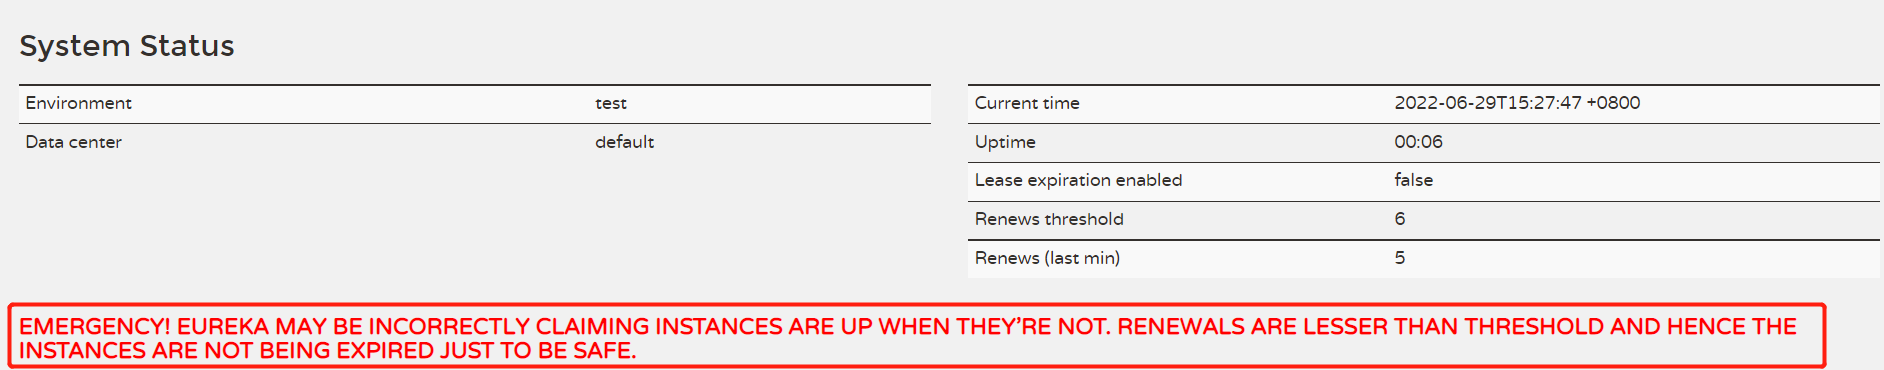 System Status
Environment test
Data center default
Current time 2022-06-29T15:27:47 +0800
Uptime 00:06
Lease expiration enabled false
Renews threshold 6
Renews (last min) 5
EMERGENCY! EUREKA MAY BE INCORRECTLY CLAIMING INSTANCES ARE UP WHEN THEY'RE NOT. RENEWALS ARE LESSER THAN THRESHOLD AND HENCE THE
INSTANCES ARE NOT BEING EXPIRED JUST TO BE SAFE.